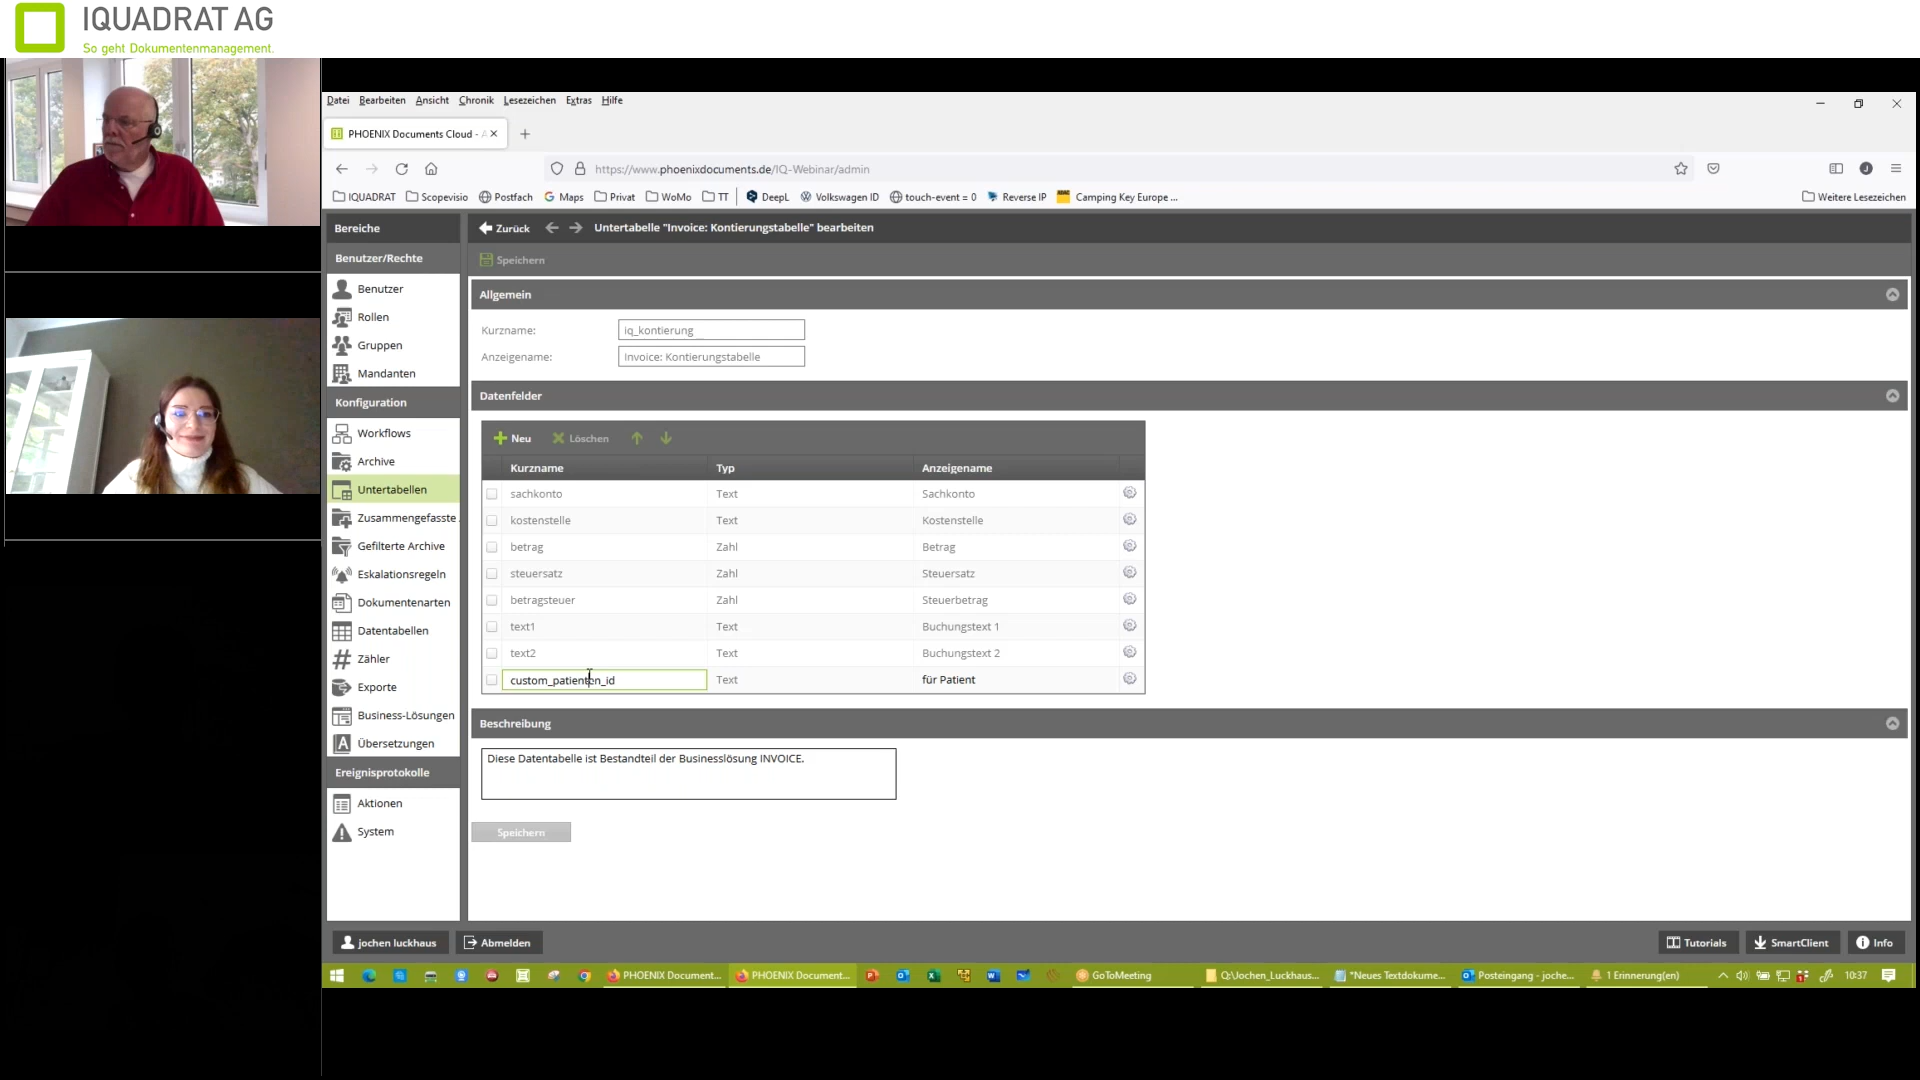 IQUADRAT AG
So geht Dokumentenmanagement.
Datei Bearbeiten Ansicht Chronik Lesezeichen Extras Hilfe
PHOENIX Documents Cloud - A
https://www.phoenixdocuments.de/IQ-Webinar/admin
IQUADRAT Scopevisio Postfach Maps Privat WoMo TT DeepL Volkswagen ID touch-event = 0 Reverse IP Camping Key Europe ... Weitere Lesezeichen
Bereiche
Zurück Untertabelle "Invoice: Kontierungstabelle" bearbeiten
Benutzer/Rechte
Speichern
Benutzer
Rollen
Gruppen
Mandanten
Konfiguration
Workflows
Archive
Untertabellen
Zusammengefasste
Gefilterte Archive
Eskalationsregeln
Dokumentenarten
Datentabellen
Zähler
Exporte
Business-Lösungen
Übersetzungen
Ereignisprotokolle
Aktionen
System
Allgemein
Kurzname: iq_kontierung
Anzeigename: Invoice: Kontierungstabelle
Datenfelder
Neu Löschen
Kurzname Typ Anzeigename
sachkonto Text Sachkonto
kostenstelle Text Kostenstelle
betrag Zahl Betrag
steuersatz Zahl Steuersatz
betragsteuer Zahl Steuerbetrag
text1 Text Buchungstext 1
text2 Text Buchungstext 2
custom_patienten_id Text für Patient
Beschreibung
Diese Datentabelle ist Bestandteil der Businesslösung INVOICE.
Speichern
jochen luckhaus Abmelden Tutorials SmartClient Info
PHOENIX Document... PHOENIX Document... GoToMeeting Q:\Jochen_Luckhaus... "Neues Textdokume... Posteingang - joche... 1 Erinnerung(en) 10:37